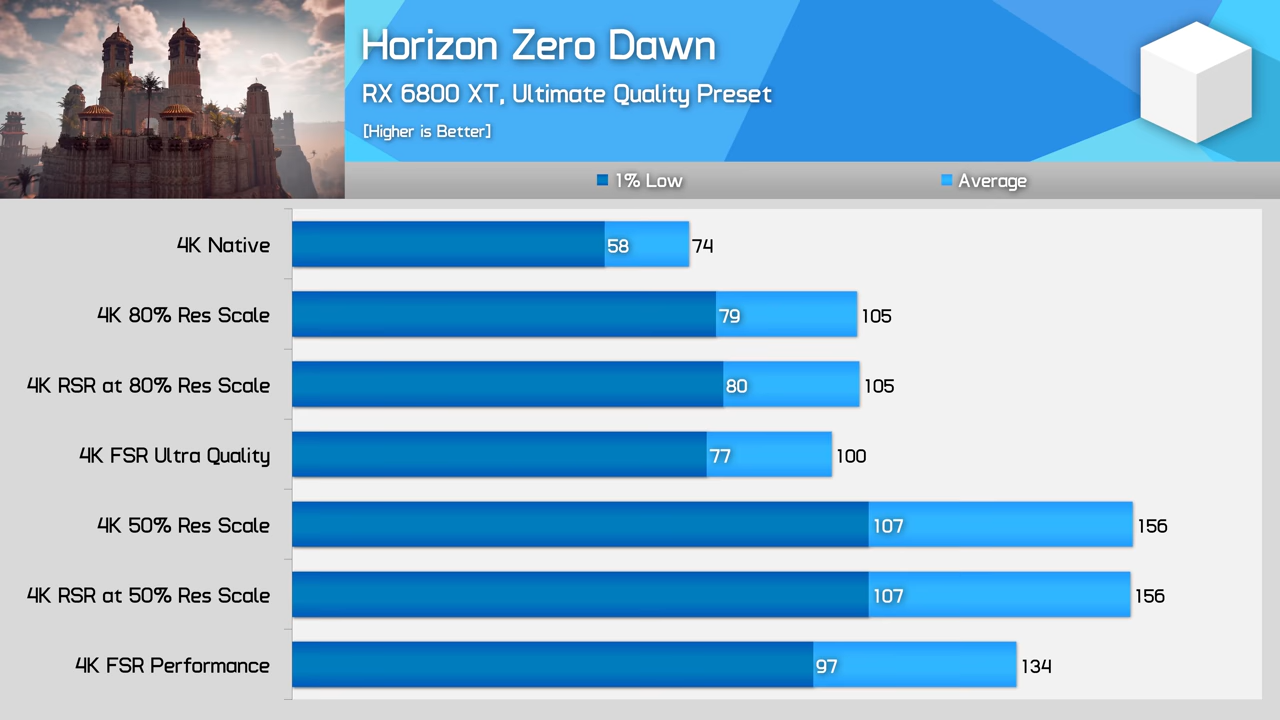 Horizon Zero Dawn
RX 6800 XT, Ultimate Quality Preset
[Higher is Better]
1% Low Average
4K Native 58 74
4K 80% Res Scale 79 105
4K RSR at 80% Res Scale 80 105
4K FSR Ultra Quality 77 100
4K 50% Res Scale 107 156
4K RSR at 50% Res Scale 107 156
4K FSR Performance 97 134